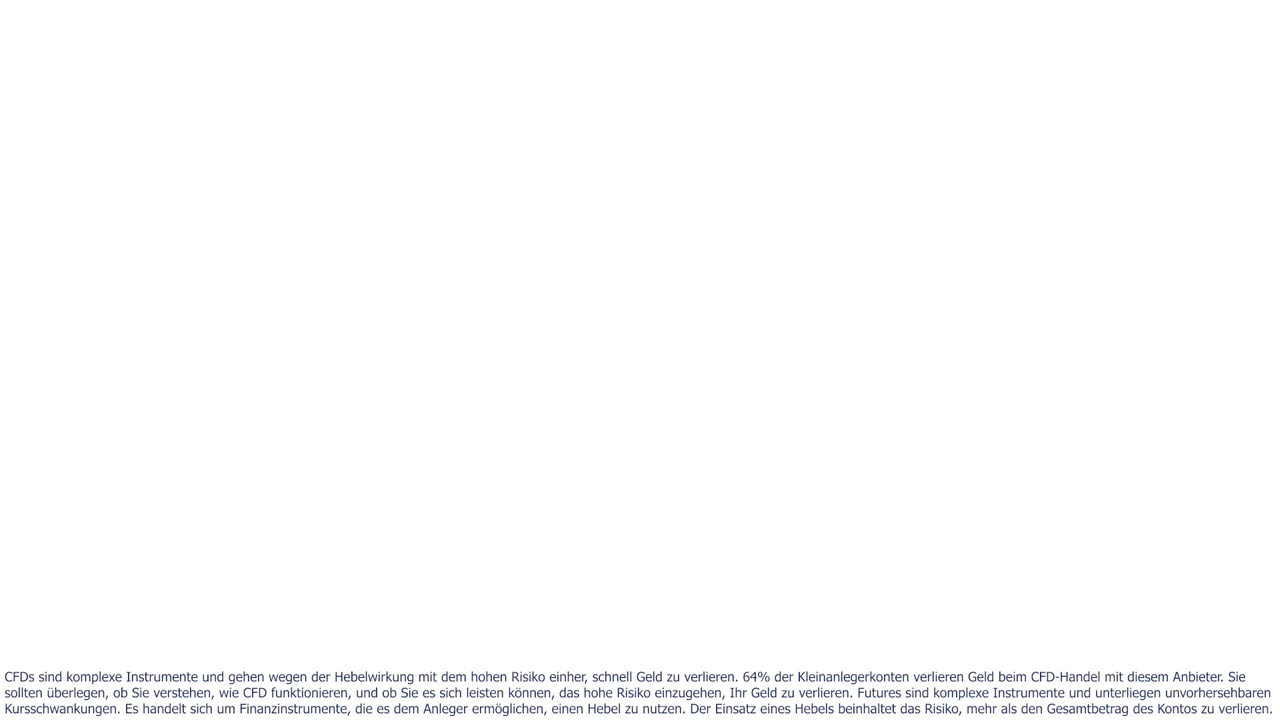 CFDs sind komplexe Instrumente und gehen wegen der Hebelwirkung mit dem hohen Risiko einher, schnell Geld zu verlieren. 64% der Kleinanlegerkonten verlieren Geld beim CFD-Handel mit diesem Anbieter. Sie
sollten überlegen, ob Sie verstehen, wie CFD funktionieren, und ob Sie es sich leisten können, das hohe Risiko einzugehen, Ihr Geld zu verlieren. Futures sind komplexe Instrumente und unterliegen unvorhersehbaren
Kursschwankungen. Es handelt sich um Finanzinstrumente, die es dem Anleger ermöglichen, einen Hebel zu nutzen. Der Einsatz eines Hebels beinhaltet das Risiko, mehr als den Gesamtbetrag des Kontos zu verlieren.